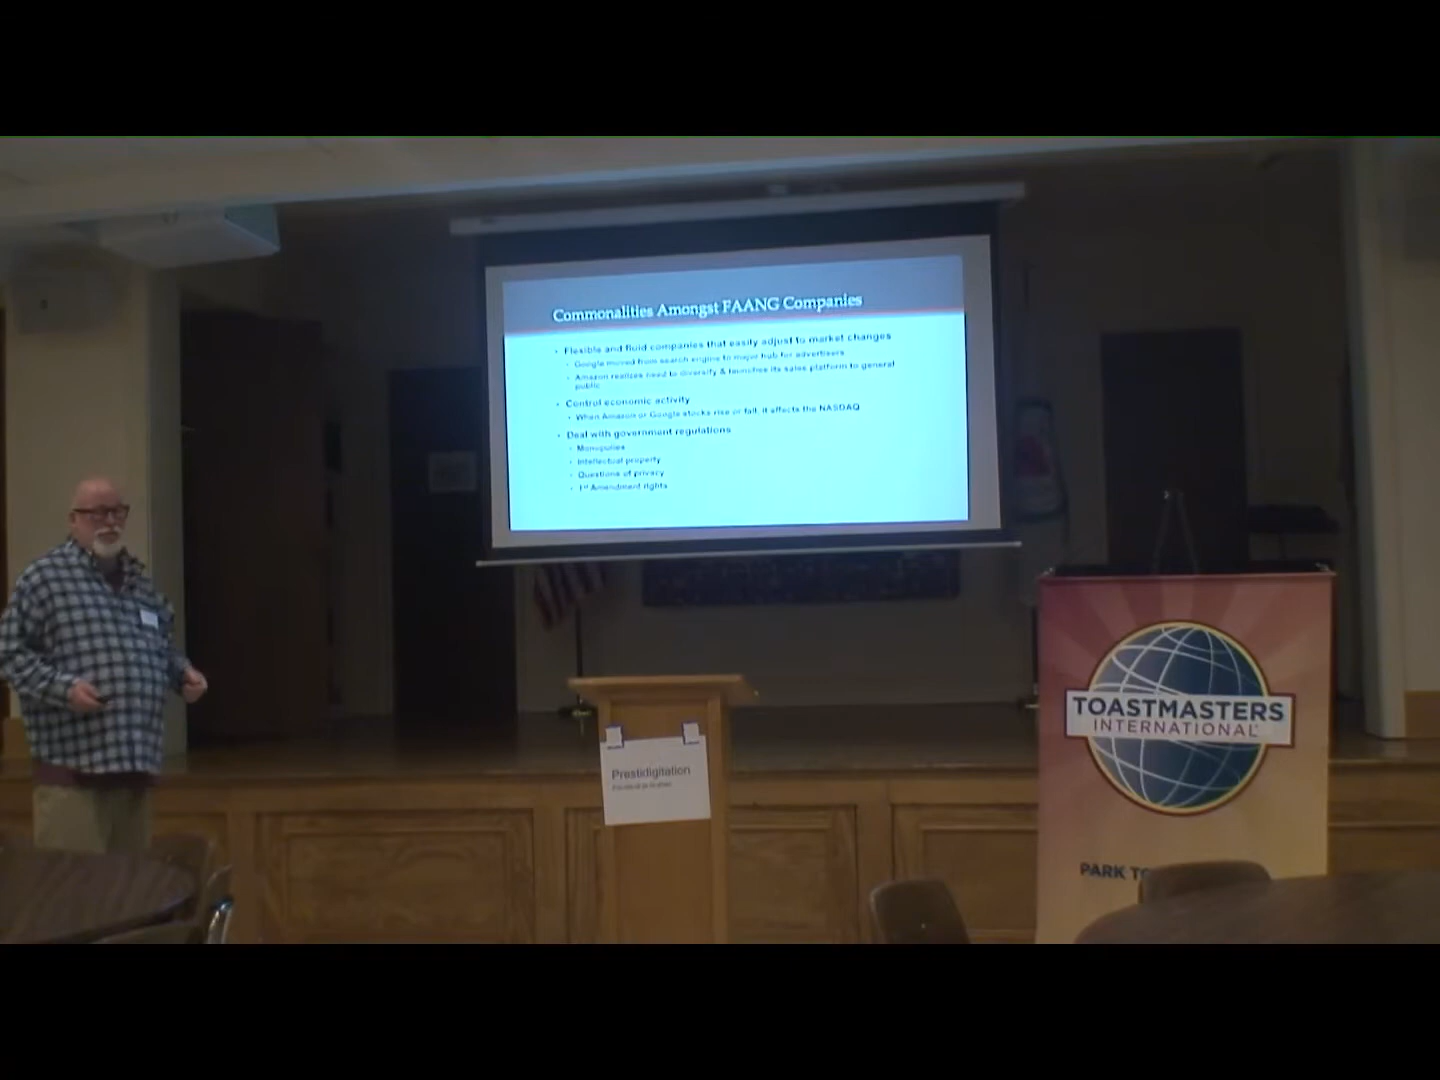 Commonalities Amongst FAANG Companies
• Flexible and fluid companies that easily adjust to market changes
• Google moved from search engine to major hub for advertisers
• Amazon realizes need to diversify & launches its sales platform to general
public
• Control economic activity
• When Amazon or Google stocks rise or fall, it affects the NASDAQ
• Deal with government regulations
• Monopolies
• Intellectual property
• Questions of privacy
• 1st Amendment rights
Prestidigitation
TOASTMASTERS
INTERNATIONAL
PARK